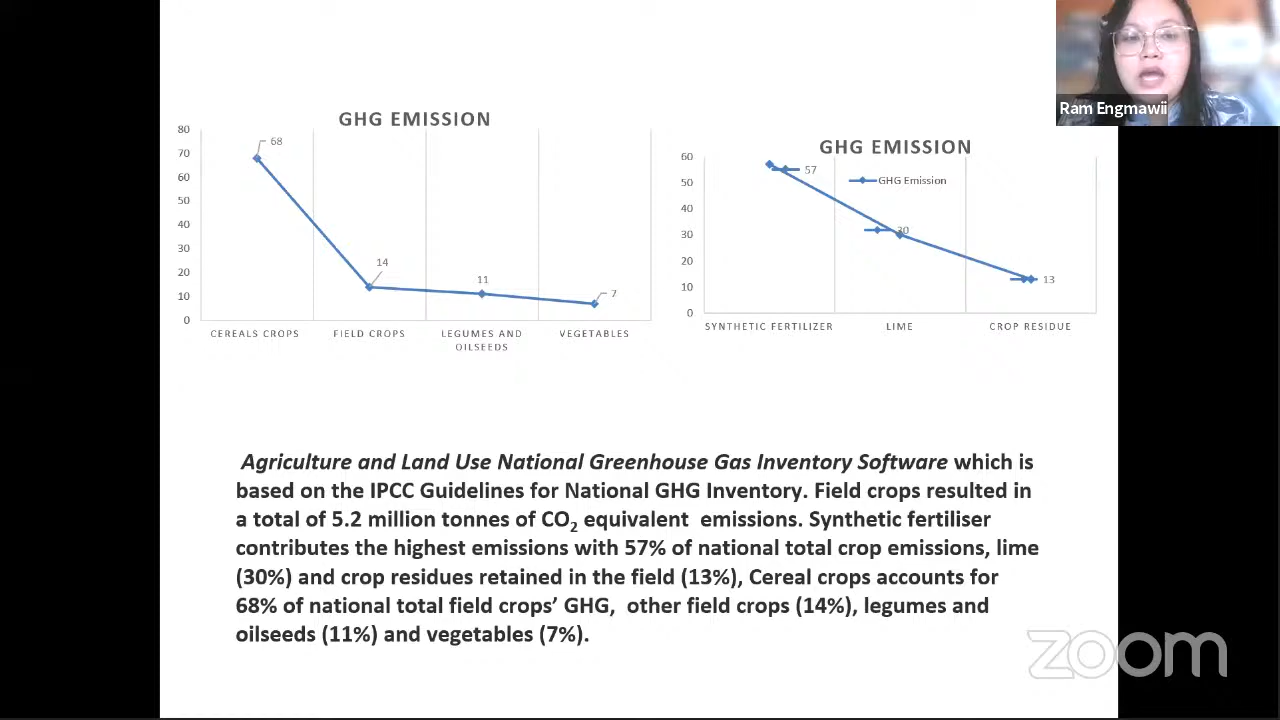 GHG EMISSION
80
70
60
50
40
30
20
10
0
68
14
11
7
CEREALS CROPS
FIELD CROPS
LEGUMES AND
OILSEEDS
VEGETABLES
GHG EMISSION
60
50
40
30
20
10
0
57
GHG Emission
30
13
SYNTHETIC FERTILIZER
LIME
CROP RESIDUE
Ram Engmawii
Agriculture and Land Use National Greenhouse Gas Inventory Software which is
based on the IPCC Guidelines for National GHG Inventory. Field crops resulted in
a total of 5.2 million tonnes of CO₂ equivalent emissions. Synthetic fertiliser
contributes the highest emissions with 57% of national total crop emissions, lime
(30%) and crop residues retained in the field (13%), Cereal crops accounts for
68% of national total field crops’ GHG, other field crops (14%), legumes and
oilseeds (11%) and vegetables (7%).
zoom